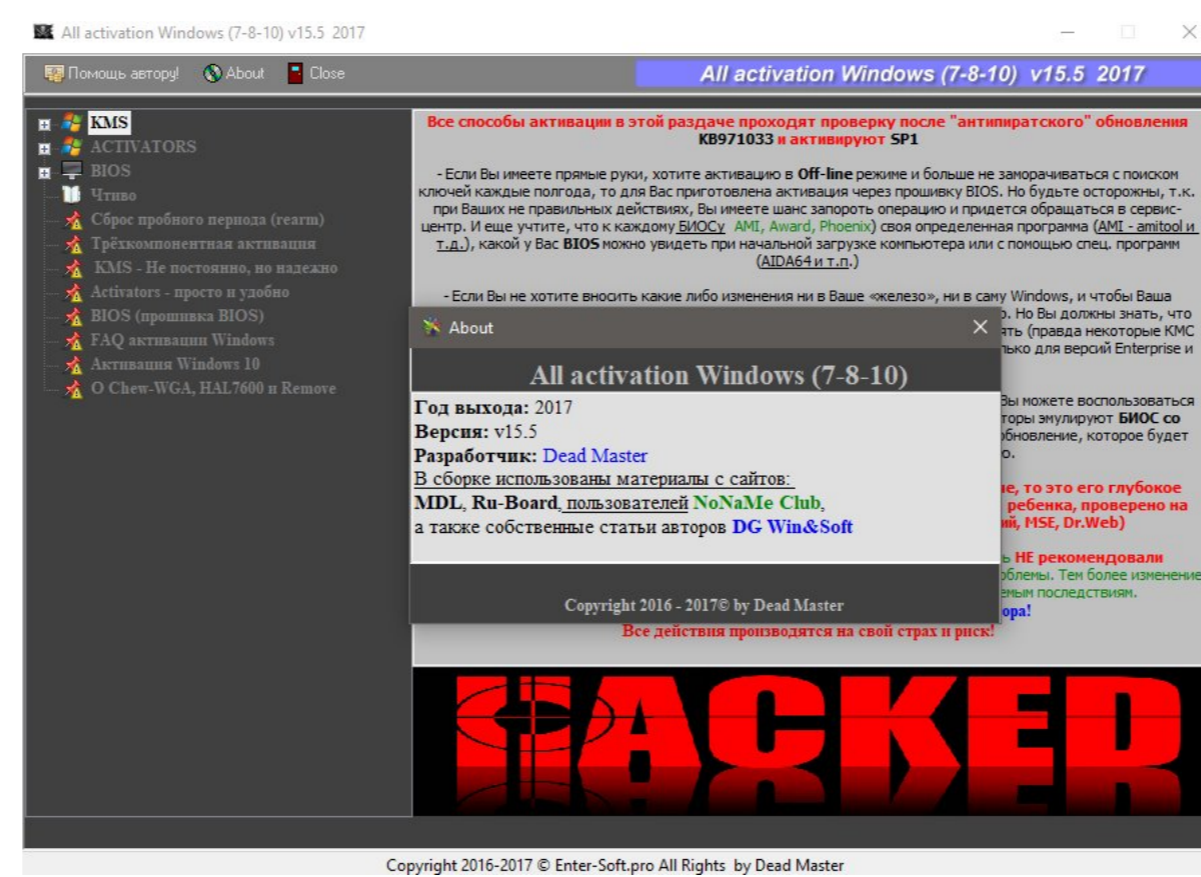 All activation Windows (7-8-10) v15.5 2017
Помощь автору! About Close
All activation Windows (7-8-10) v15.5 2017
KMS
ACTIVATORS
BIOS
Чтиво
Сброс пробного периода (rearm)
Трёхкомпонентная активация
KMS - Не постоянно, но надежно
Activators - просто и удобно
BIOS (прошивка BIOS)
FAQ активации Windows
Активация Windows 10
О Chew-WGA, HAL7600 и Remove
Все способы активации в этой раздаче проходят проверку после "антипиратского" обновления
KB971033 и активируют SP1
- Если Вы имеете прямые руки, хотите активацию в Off-line режиме и больше не заморачиваться с поиском
ключей каждые полгода, то для Вас приготовлена активация через прошивку BIOS. Но будьте осторожны, т.к.
при Ваших не правильных действиях, Вы имеете шанс запороть операцию и придется обращаться в сервис-
центр. И еще учтите, что к каждому БИОСу AMI, Award, Phoenix) своя определенная программа (AMI - amitool и
т.д.), какой у Вас BIOS можно увидеть при начальной загрузке компьютера или с помощью спец. программ
(AIDA64 и т.п.)
- Если Вы не хотите вносить какие либо изменения ни в Ваше «железо», ни в саму Windows, и чтобы Ваша
о. Но Вы должны знать, что
ять (правда некоторые КМС
лько для версий Enterprise и
Вы можете воспользоваться
торы эмулируют БИОС со
обновление, которое будет
о.
не, то это его глубокое
ребенка, проверено на
ий, MSE, Dr.Web)
ь НЕ рекомендовали
облемы. Тем более изменение
емым последствиям.
ора!
Все действия производятся на свой страх и риск!
About
All activation Windows (7-8-10)
Год выхода: 2017
Версия: v15.5
Разработчик: Dead Master
В сборке использованы материалы с сайтов:
MDL, Ru-Board, пользователей NoNaMe Club,
а также собственные статьи авторов DG Win&Soft
Copyright 2016 - 2017© by Dead Master
HACKED
Copyright 2016-2017 © Enter-Soft.pro All Rights by Dead Master